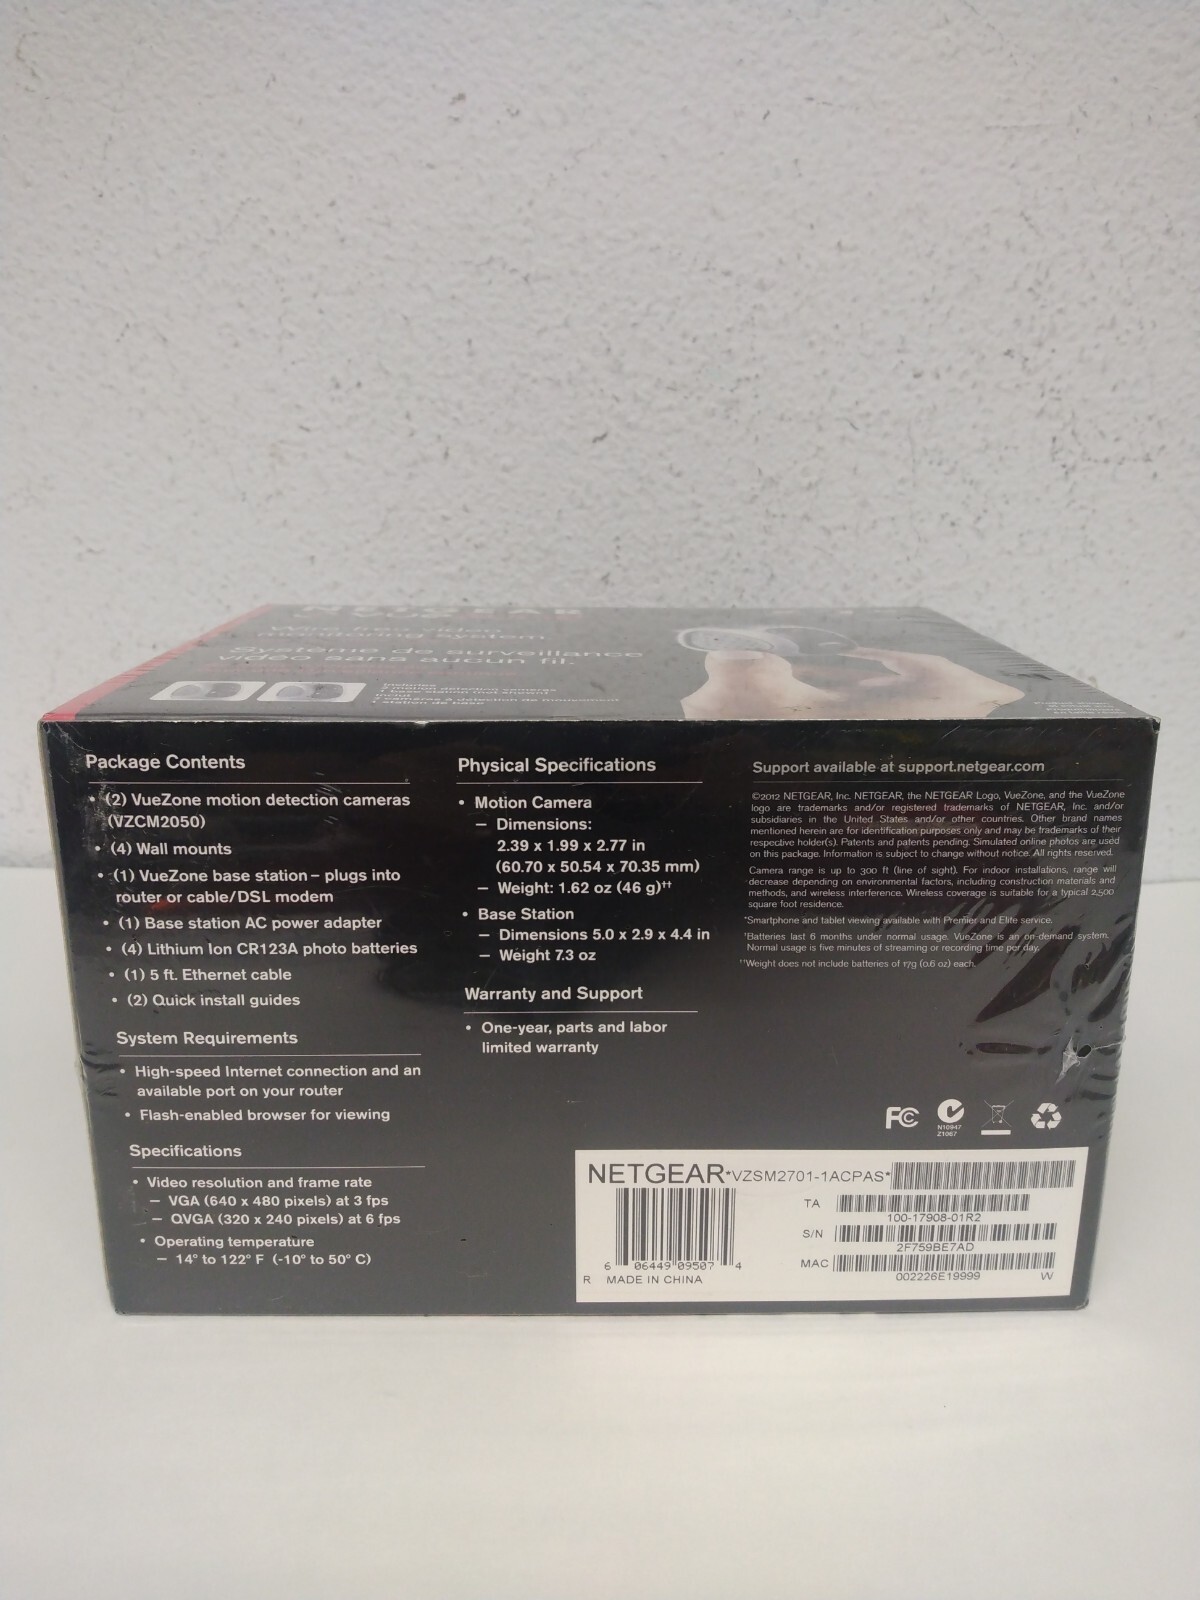 NETGEAR
monitoring system
Système de surveillance
vidéo sans aucun fil.
Package Contents
• (2) VueZone motion detection cameras
(VZCM2050)
• (4) Wall mounts
• (1) VueZone base station – plugs into
router or cable/DSL modem
• (1) Base station AC power adapter
• (4) Lithium Ion CR123A photo batteries
• (1) 5 ft. Ethernet cable
• (2) Quick install guides
System Requirements
• High-speed Internet connection and an
available port on your router
• Flash-enabled browser for viewing
Specifications
• Video resolution and frame rate
– VGA (640 x 480 pixels) at 3 fps
– QVGA (320 x 240 pixels) at 6 fps
• Operating temperature
– 14° to 122° F (-10° to 50° C)
Physical Specifications
• Motion Camera
– Dimensions:
2.39 x 1.99 x 2.77 in
(60.70 x 50.54 x 70.35 mm)
– Weight: 1.62 oz (46 g)††
• Base Station
– Dimensions 5.0 x 2.9 x 4.4 in
– Weight 7.3 oz
Warranty and Support
• One-year, parts and labor
limited warranty
Support available at support.netgear.com
©2012 NETGEAR, Inc. NETGEAR, the NETGEAR Logo, VueZone, and the VueZone
logo are trademarks and/or registered trademarks of NETGEAR, Inc. and/or
subsidiaries in the United States and/or other countries. Other brand names
mentioned herein are for identification purposes only and may be trademarks of their
respective holder(s). Patents and patents pending. Simulated online photos are used
on this package. Information is subject to change without notice. All rights reserved.
Camera range is up to 300 ft (line of sight). For indoor installations, range will
decrease depending on environmental factors, including construction materials and
methods, and wireless interference. Wireless coverage is suitable for a typical 2,500
square foot residence.
*Smartphone and tablet viewing available with Premier and Elite service.
†Batteries last 6 months under normal usage. VueZone is an on-demand system.
Normal usage is five minutes of streaming or recording time per day.
††Weight does not include batteries of 17g (0.6 oz) each.
FC
N10947
Z1067
NETGEAR *VZSM2701-1ACPAS*
TA
100-17908-01R2
S/N
2F759BE7AD
MAC
002226E19999 W
6 06449 09507 4
R MADE IN CHINA